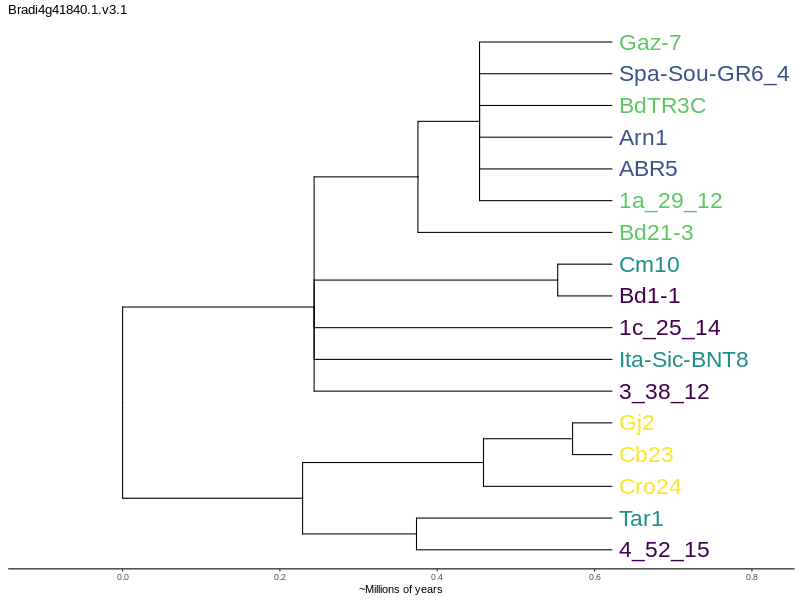 Bradi4g41840.1.v3.1
Gaz-7
Spa-Sou-GR6_4
BdTR3C
Arn1
ABR5
1a_29_12
Bd21-3
Cm10
Bd1-1
1c_25_14
Ita-Sic-BNT8
3_38_12
Gj2
Cb23
Cro24
Tar1
4_52_15
0.0 0.2 0.4 0.6 0.8
~Millions of years